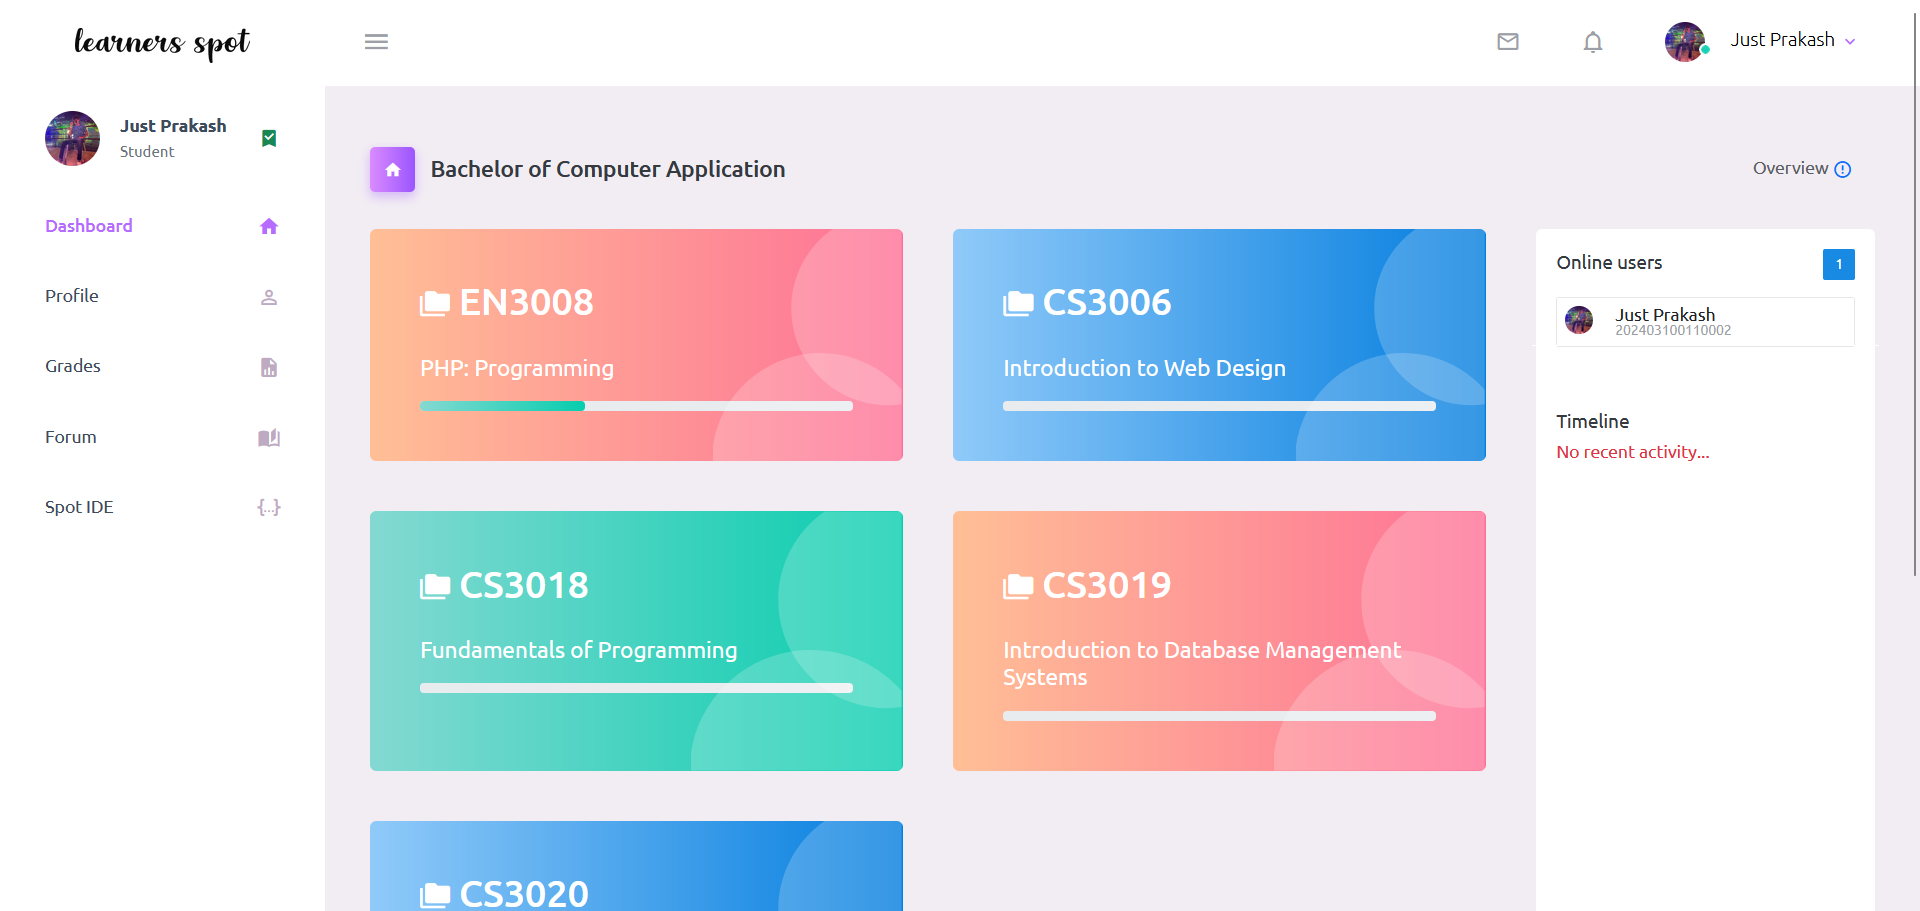 learners spot
Just Prakash
Just Prakash
Student
Dashboard
Profile
Grades
Forum
Spot IDE
{...}
Bachelor of Computer Application
Overview
EN3008
PHP: Programming
CS3006
Introduction to Web Design
CS3018
Fundamentals of Programming
CS3019
Introduction to Database Management
Systems
CS3020
Online users
1
Just Prakash
202403100110002
Timeline
No recent activity...